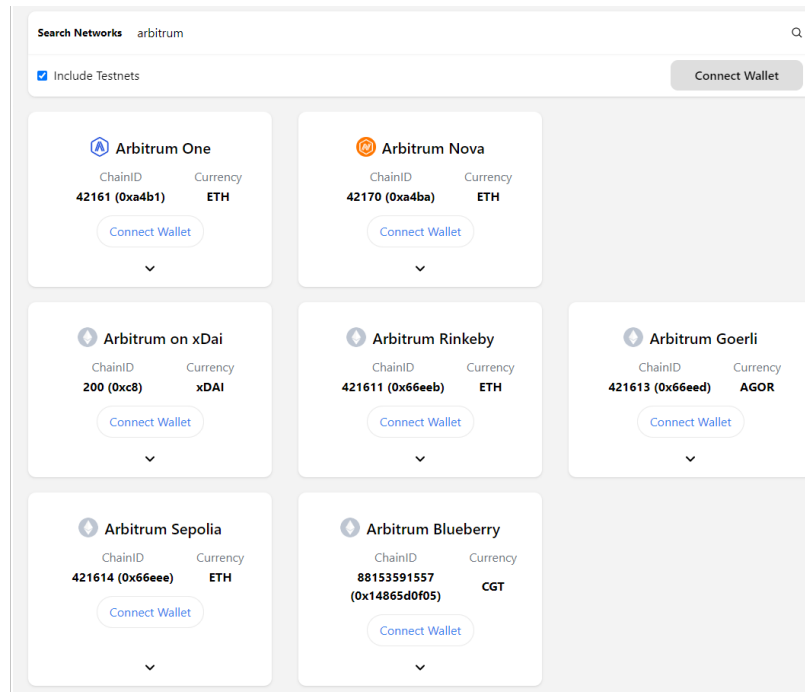 Search Networks arbitrum
Include Testnets
Connect Wallet
Arbitrum One
ChainID Currency
42161 (0xa4b1) ETH
Connect Wallet
Arbitrum Nova
ChainID Currency
42170 (0xa4ba) ETH
Connect Wallet
Arbitrum on xDai
ChainID Currency
200 (0xc8) xDAI
Connect Wallet
Arbitrum Rinkeby
ChainID Currency
421611 (0x66eeb) ETH
Connect Wallet
Arbitrum Goerli
ChainID Currency
421613 (0x66eed) AGOR
Connect Wallet
Arbitrum Sepolia
ChainID Currency
421614 (0x66eee) ETH
Connect Wallet
Arbitrum Blueberry
ChainID Currency
88153591557
(0x14865d0f05)
CGT
Connect Wallet